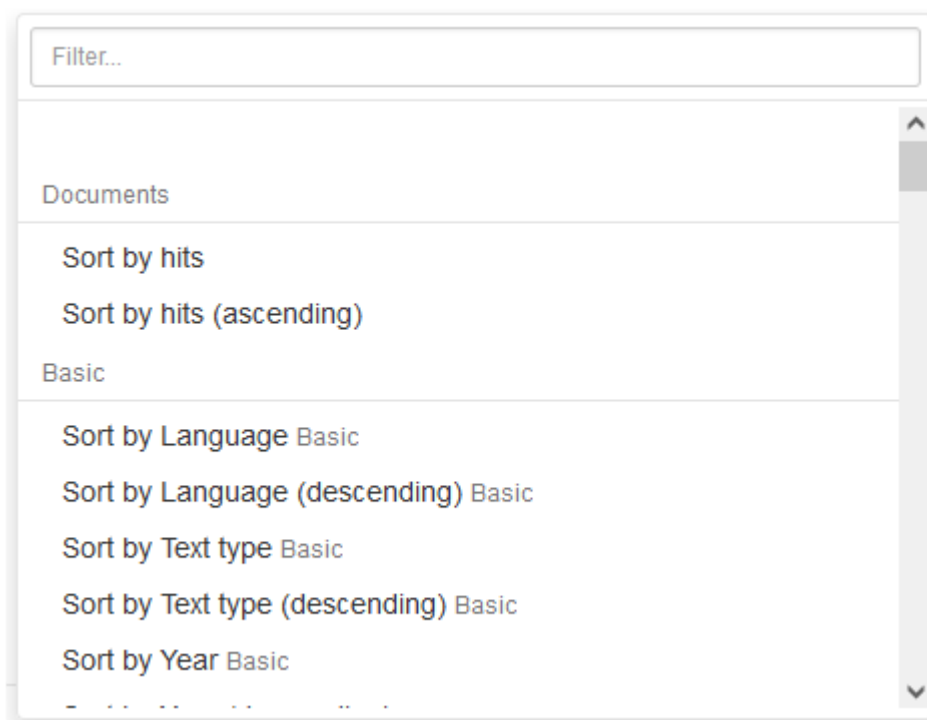 Filter...
Documents
Sort by hits
Sort by hits (ascending)
Basic
Sort by Language Basic
Sort by Language (descending) Basic
Sort by Text type Basic
Sort by Text type (descending) Basic
Sort by Year Basic